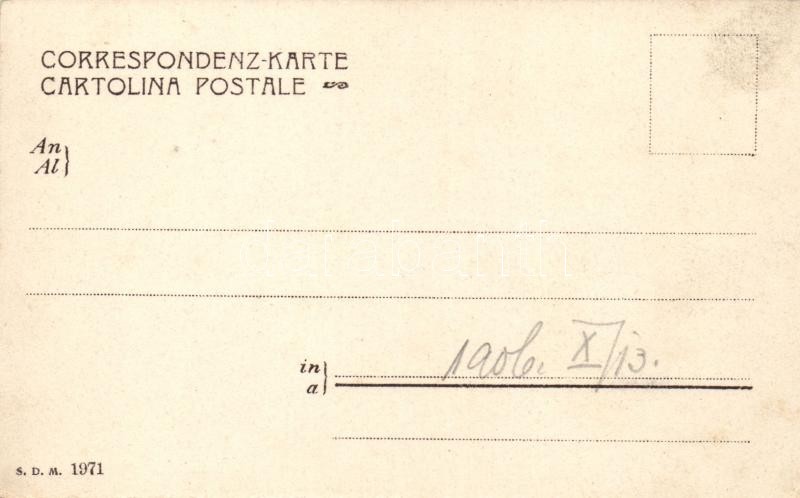 CORRESPONDENZ-KARTE
CARTOLINA POSTALE
An
Al
1906. X/13.
in
a
S. D. M. 1971